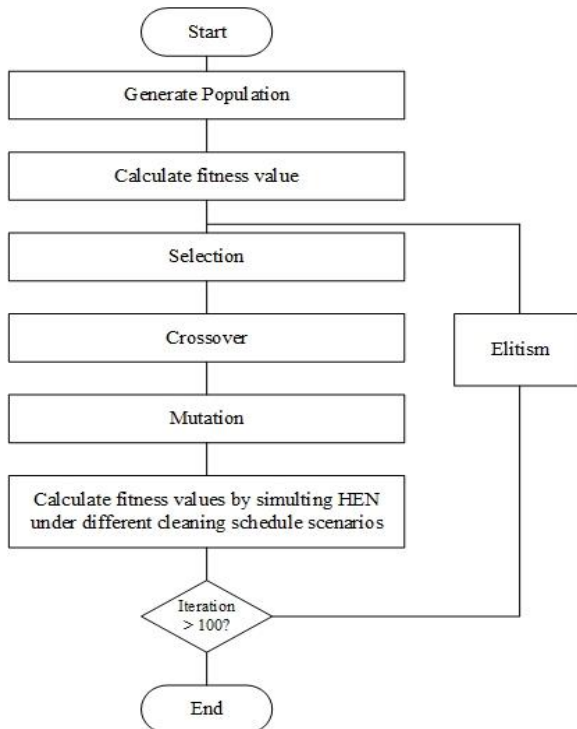 Start
Generate Population
Calculate fitness value
Selection
Crossover
Elitism
Mutation
Calculate fitness values by simulting HEN
under different cleaning schedule scenarios
Iteration
> 100?
End